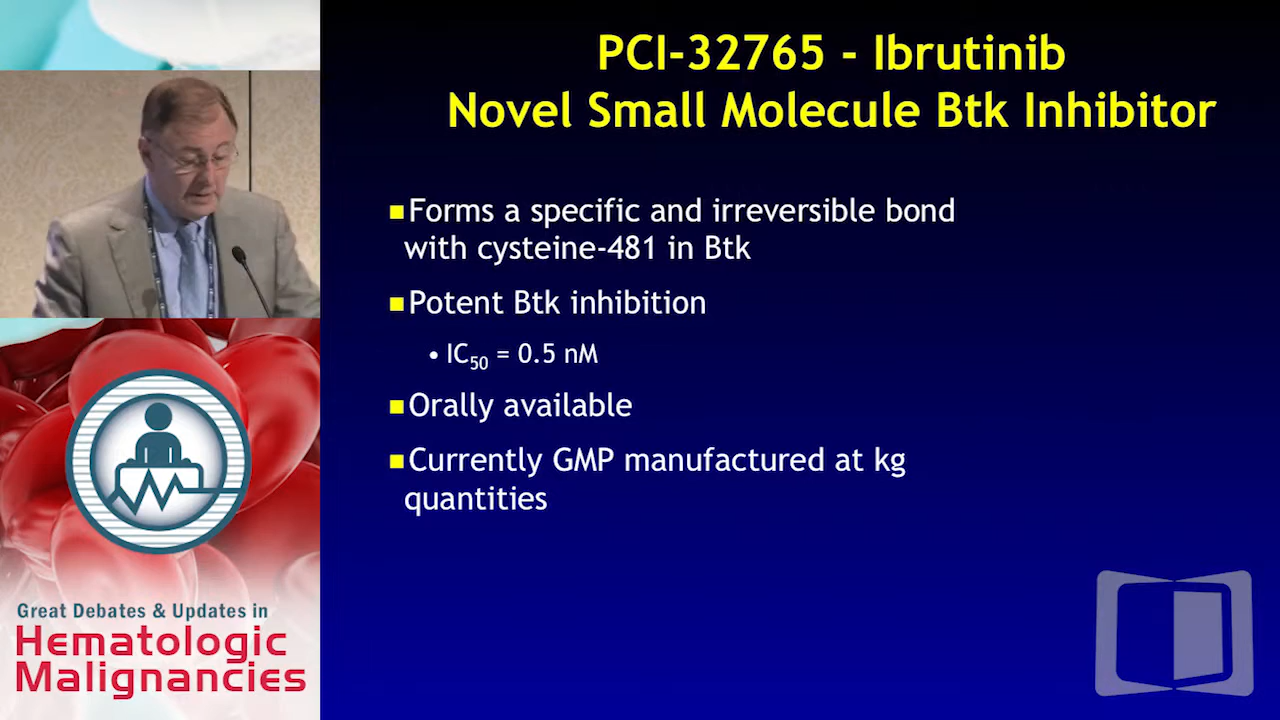 PCI-32765 - Ibrutinib
Novel Small Molecule Btk Inhibitor
Forms a specific and irreversible bond
with cysteine-481 in Btk
Potent Btk inhibition
• IC50 = 0.5 nM
Orally available
Currently GMP manufactured at kg
quantities
Great Debates & Updates in
Hematologic
Malignancies